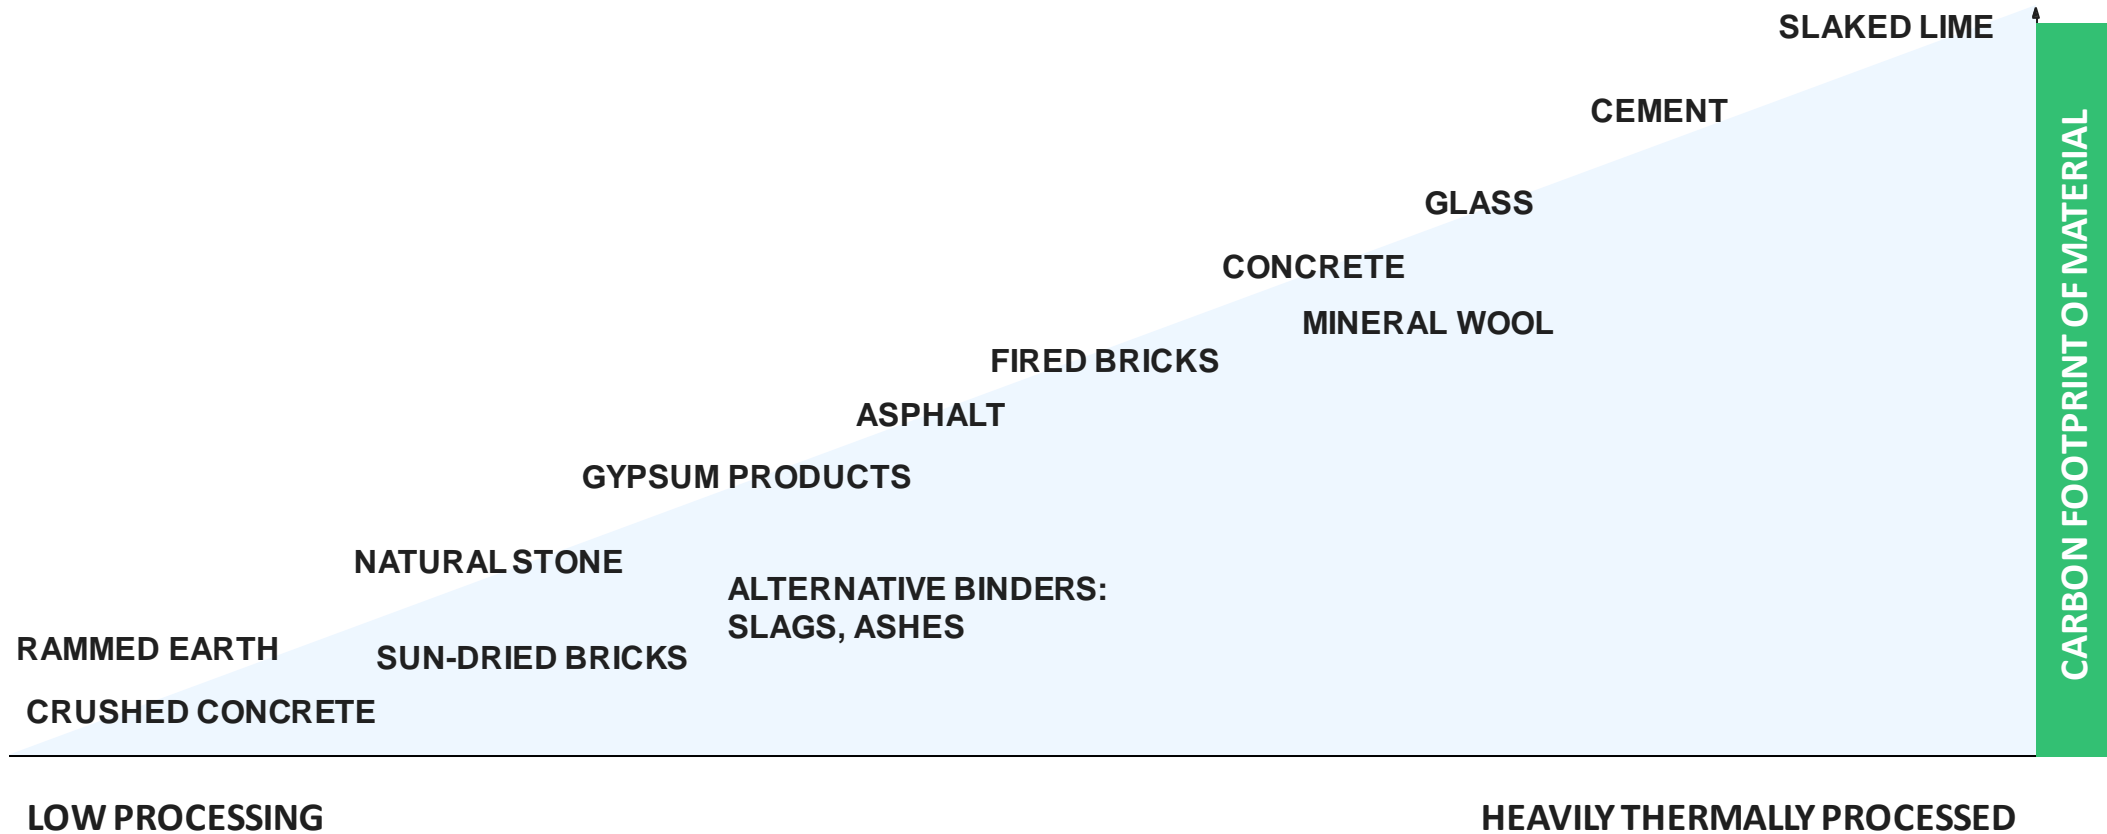 SLAKED LIME
CEMENT
GLASS
CONCRETE
MINERAL WOOL
FIRED BRICKS
ASPHALT
GYPSUM PRODUCTS
NATURAL STONE
ALTERNATIVE BINDERS:
SLAGS, ASHES
RAMMED EARTH
SUN-DRIED BRICKS
CRUSHED CONCRETE
CARBON FOOTPRINT OF MATERIAL
LOW PROCESSING
HEAVILY THERMALLY PROCESSED